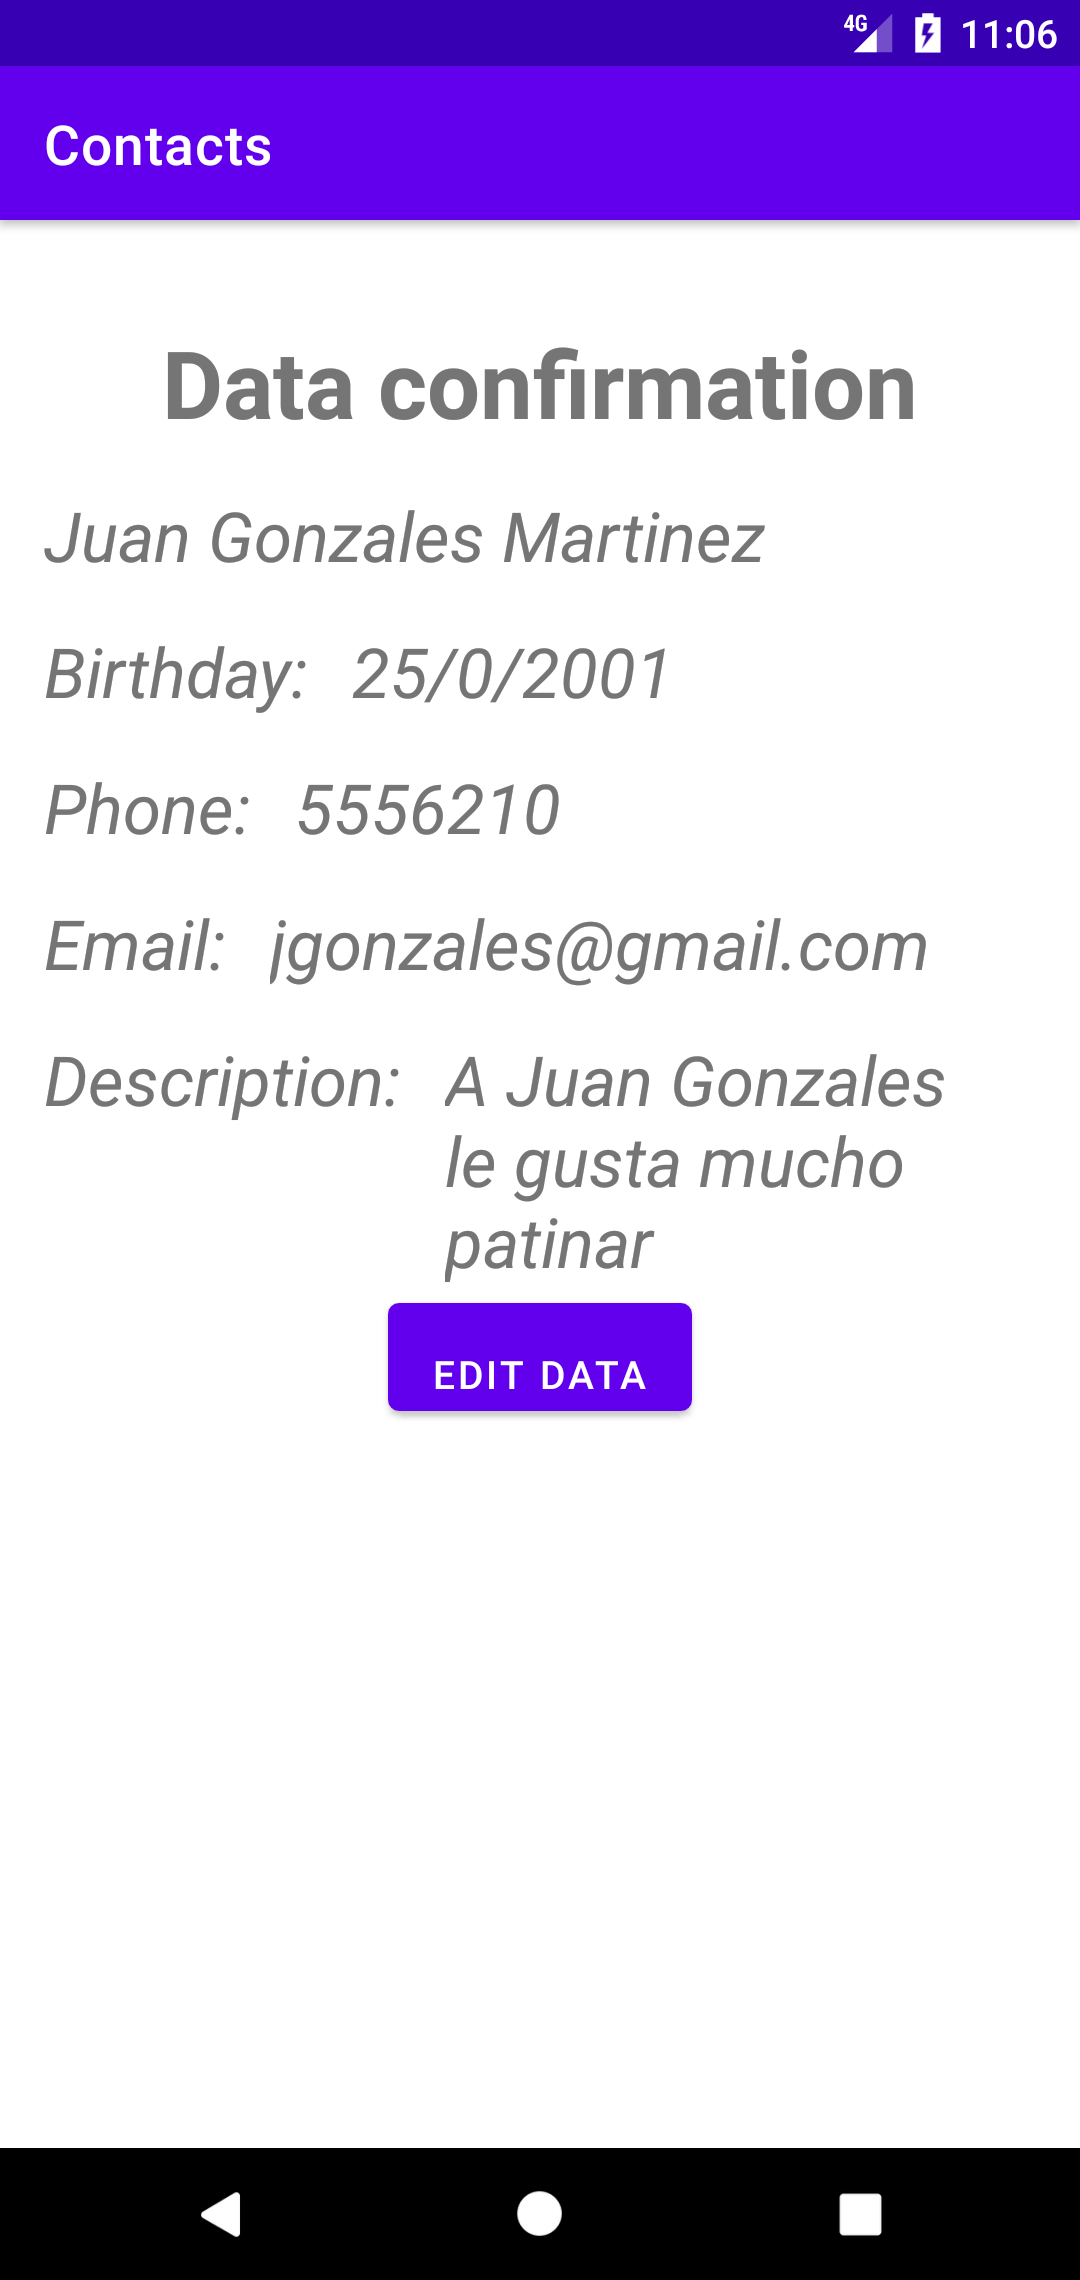 4G 11:06
Contacts
Data confirmation
Juan Gonzales Martinez
Birthday: 25/0/2001
Phone: 5556210
Email: jgonzales@gmail.com
Description: A Juan Gonzales
le gusta mucho
patinar
EDIT DATA